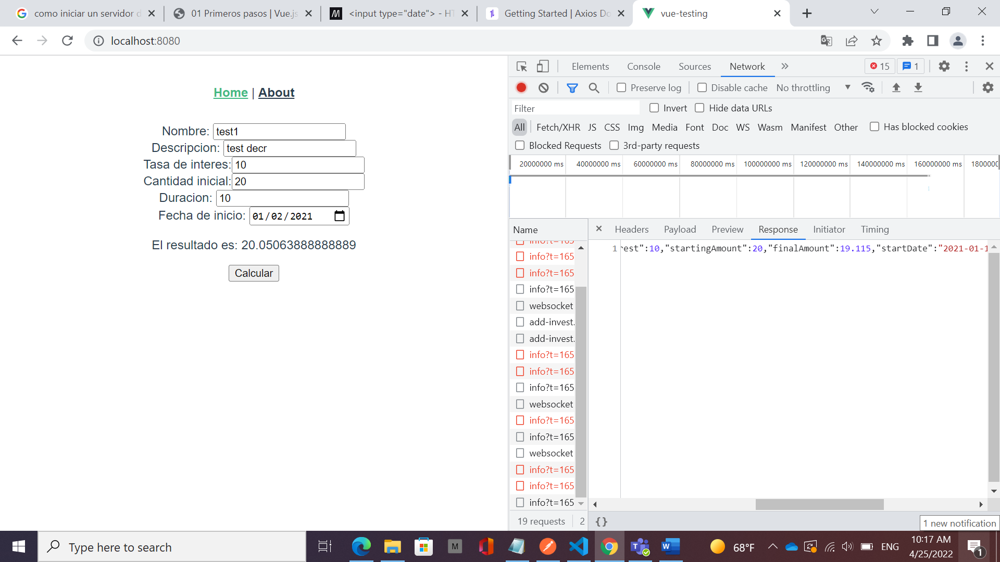 como iniciar un servidor d
01 Primeros pasos | Vue.js
<input type="date"> - HT
Getting Started | Axios Do
vue-testing
localhost:8080
Home | About
Nombre: test1
Descripcion: test decr
Tasa de interes: 10
Cantidad inicial: 20
Duracion: 10
Fecha de inicio: 01/02/2021
El resultado es: 20.05063888888889
Calcular
Elements Console Sources Network 15 1
Preserve log Disable cache No throttling
Filter Invert Hide data URLs
All Fetch/XHR JS CSS Img Media Font Doc WS Wasm Manifest Other Has blocked cookies
Blocked Requests 3rd-party requests
20000000 ms 40000000 ms 60000000 ms 80000000 ms 100000000 ms 120000000 ms 140000000 ms 160000000 ms 180000
Name
Headers Payload Preview Response Initiator Timing
1 rest":10,"startingAmount":20,"finalAmount":19.115,"startDate":"2021-01-1
info?t=165
info?t=165
info?t=165
info?t=165
websocket
add-invest.
add-invest.
info?t=165
info?t=165
info?t=165
websocket
info?t=165
info?t=165
websocket
info?t=165
info?t=165
info?t=165
19 requests 2 {}
1 new notification
Type here to search
M
68°F
ENG
10:17 AM
4/25/2022
1